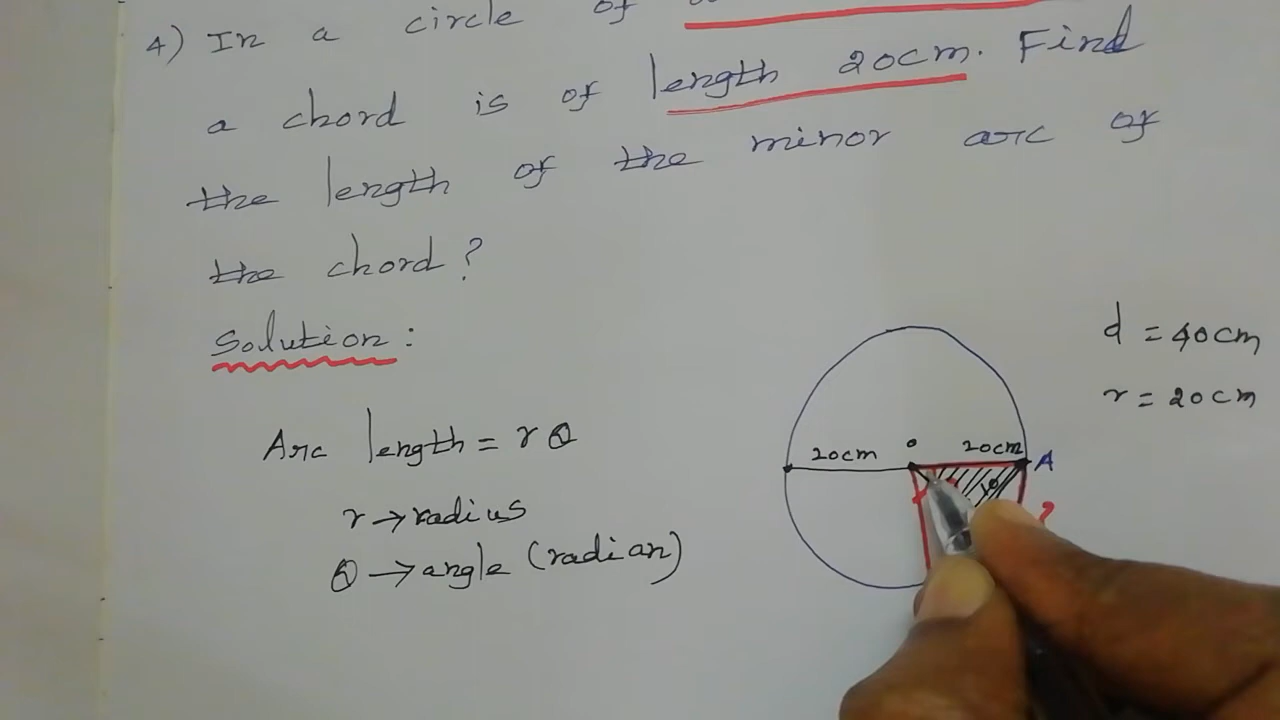 4) In a circle of
a chord is of length 20cm. Find
the length of the minor arc of
the chord?
Solution:
d = 40cm
r = 20cm
Arc length = r θ
20cm
20cm
A
r → radius
?
θ → angle (radian)